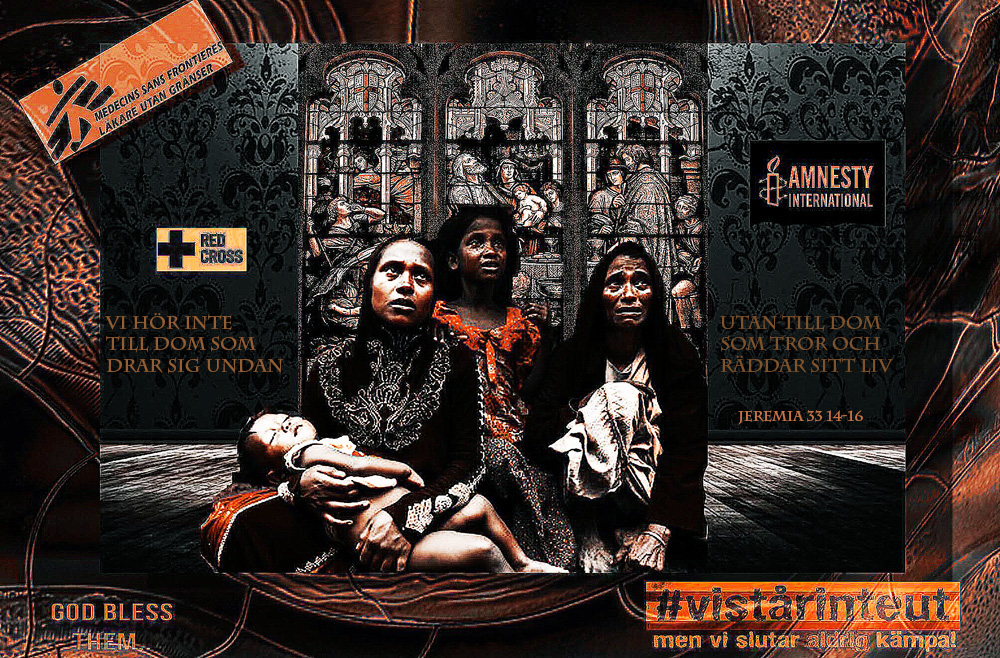 MEDECINS SANS FRONTIERES
LÄKARE UTAN GRÄNSER
AMNESTY
INTERNATIONAL
RED
CROSS
VI HÖR INTE
TILL DOM SOM
DRAR SIG UNDAN
UTAN TILL DOM
SOM TROR OCH
RÄDDAR SITT LIV
JEREMIA 33 14-16
GOD BLESS
THEM
#vistårinteut
men vi slutar aldrig kämpa!